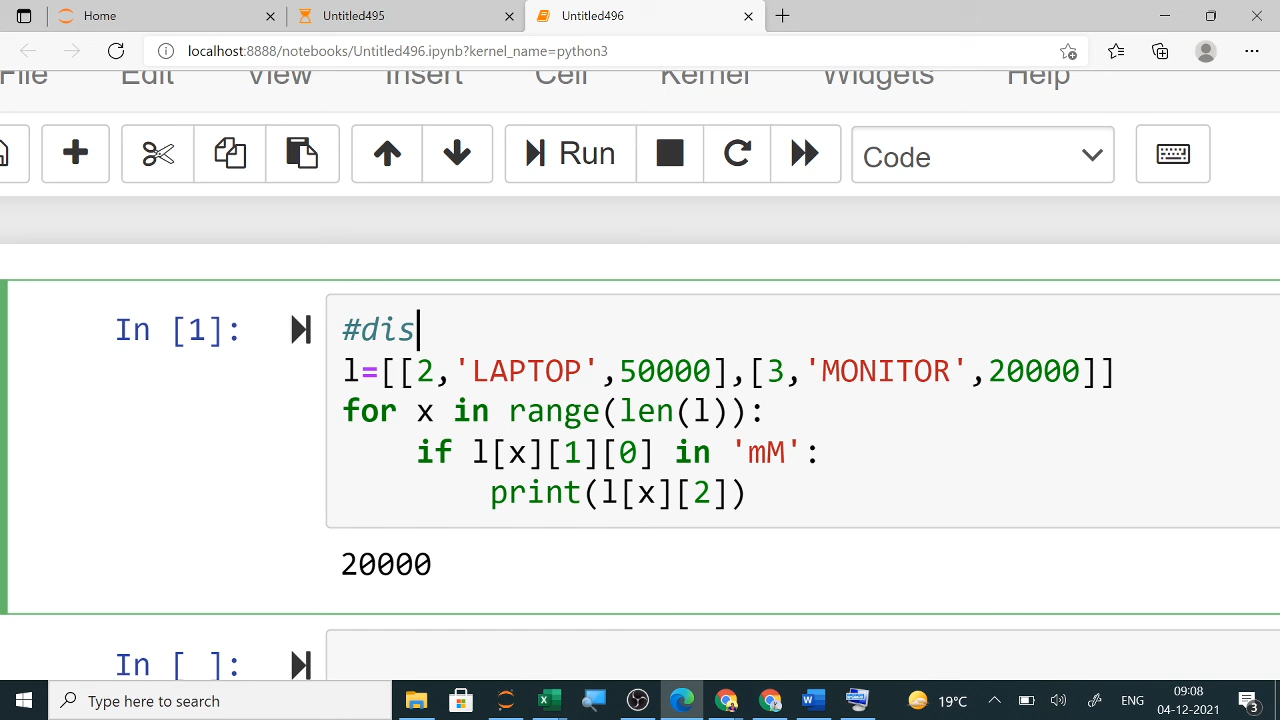 Home
Untitled495
Untitled496
localhost:8888/notebooks/Untitled496.ipynb?kernel_name=python3
File Edit View Insert Cell Kernel Widgets Help
Run
Code
In [1]:
#dis
l=[[2,'LAPTOP',50000],[3,'MONITOR',20000]]
for x in range(len(l)):
    if l[x][1][0] in 'mM':
        print(l[x][2])
20000
In [ ]:
Type here to search
19°C
ENG
09:08
04-12-2021
3